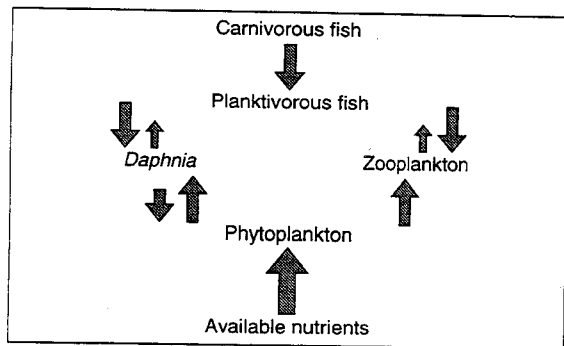 Carnivorous fish
Planktivorous fish
Daphnia
Zooplankton
Phytoplankton
Available nutrients